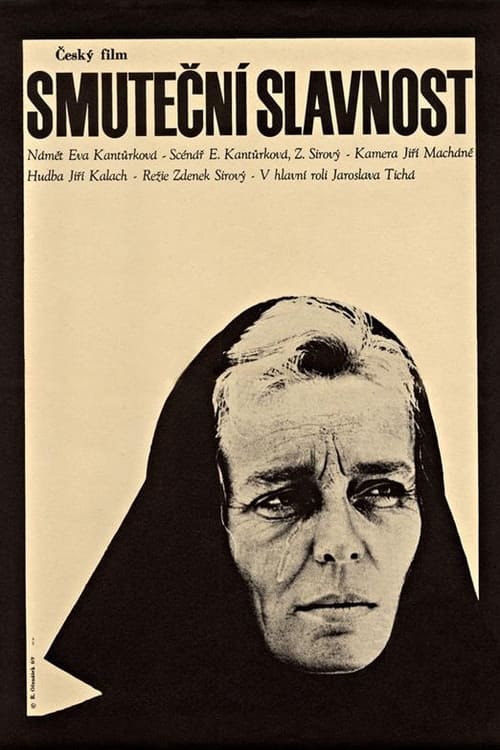 Český film
SMUTEČNÍ SLAVNOST
Námět Eva Kantůrková - Scénář E. Kantůrková, Z. Sirový - Kamera Jiří Macháně
Hudba Jiří Kalach - Režie Zdenek Sirový - V hlavní roli Jaroslava Tichá